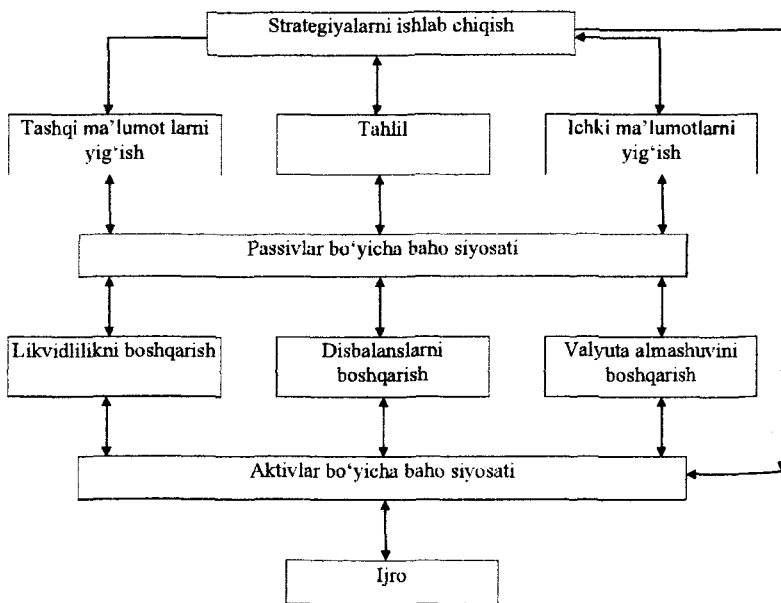 Strategiyalarni ishlab chiqish
Tashqi ma’lumot larni
yig‘ish
Tahlil
Ichki ma’lumotlarni
yig‘ish
Passivlar bo‘yicha baho siyosati
Likvidlilikni boshqarish
Disbalanslarni
boshqarish
Valyuta almashuvini
boshqarish
Aktivlar bo‘yicha baho siyosati
Ijro